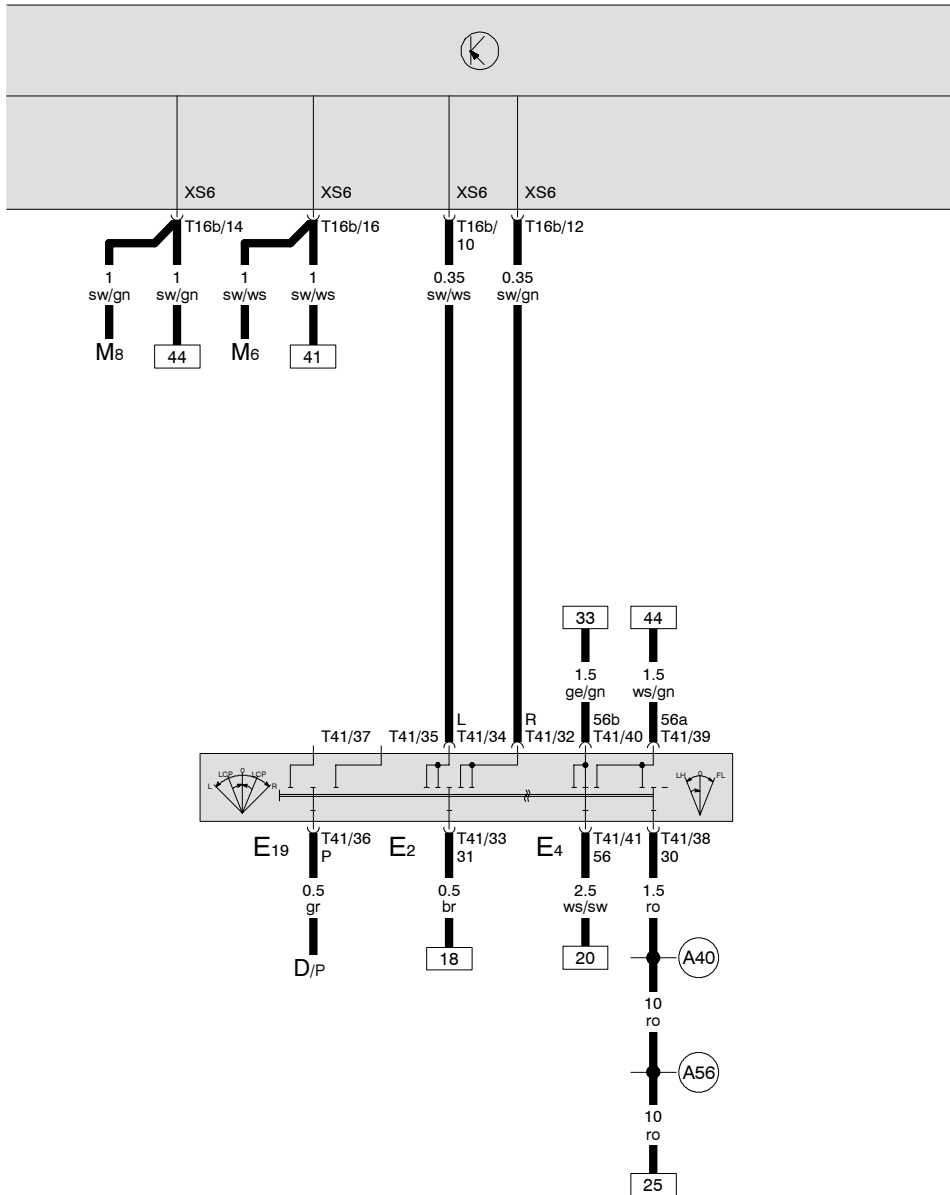 XS6 XS6 XS6 XS6
T16b/14 T16b/16 T16b/ T16b/12
10
1 1 1 1 0.35 0.35
sw/gn sw/gn sw/ws sw/ws sw/ws sw/gn
M8 44 M6 41
33 44
1.5 1.5
ge/gn ws/gn
L R 56b 56a
T41/37 T41/35 T41/34 T41/32 T41/40 T41/39
L LCP 0 LCP R LH 0 FL
E19 T41/36 E2 T41/33 E4 T41/41 T41/38
P 31 56 30
0.5 0.5 2.5 1.5
gr br ws/sw ro
D/P 18 20 A40
10
ro
A56
10
ro
25